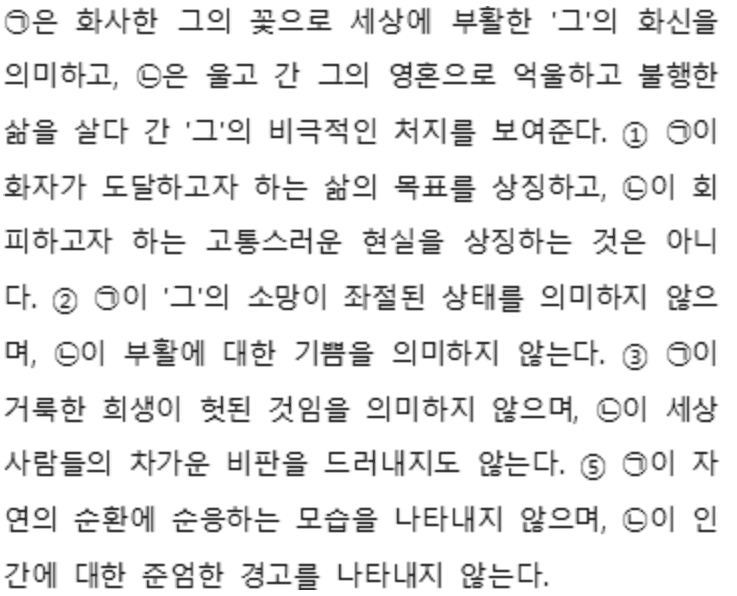 ㉠은 화사한 그의 꽃으로 세상에 부활한 '그'의 화신을
의미하고, ㉡은 울고 간 그의 영혼으로 억울하고 불행한
삶을 살다 간 '그'의 비극적인 처지를 보여준다. ① ㉠이
화자가 도달하고자 하는 삶의 목표를 상징하고, ㉡이 회
피하고자 하는 고통스러운 현실을 상징하는 것은 아니
다. ② ㉠이 '그'의 소망이 좌절된 상태를 의미하지 않으
며, ㉡이 부활에 대한 기쁨을 의미하지 않는다. ③ ㉠이
거룩한 희생이 헛된 것임을 의미하지 않으며, ㉡이 세상
사람들의 차가운 비판을 드러내지도 않는다. ⑤ ㉠이 자
연의 순환에 순응하는 모습을 나타내지 않으며, ㉡이 인
간에 대한 준엄한 경고를 나타내지 않는다.